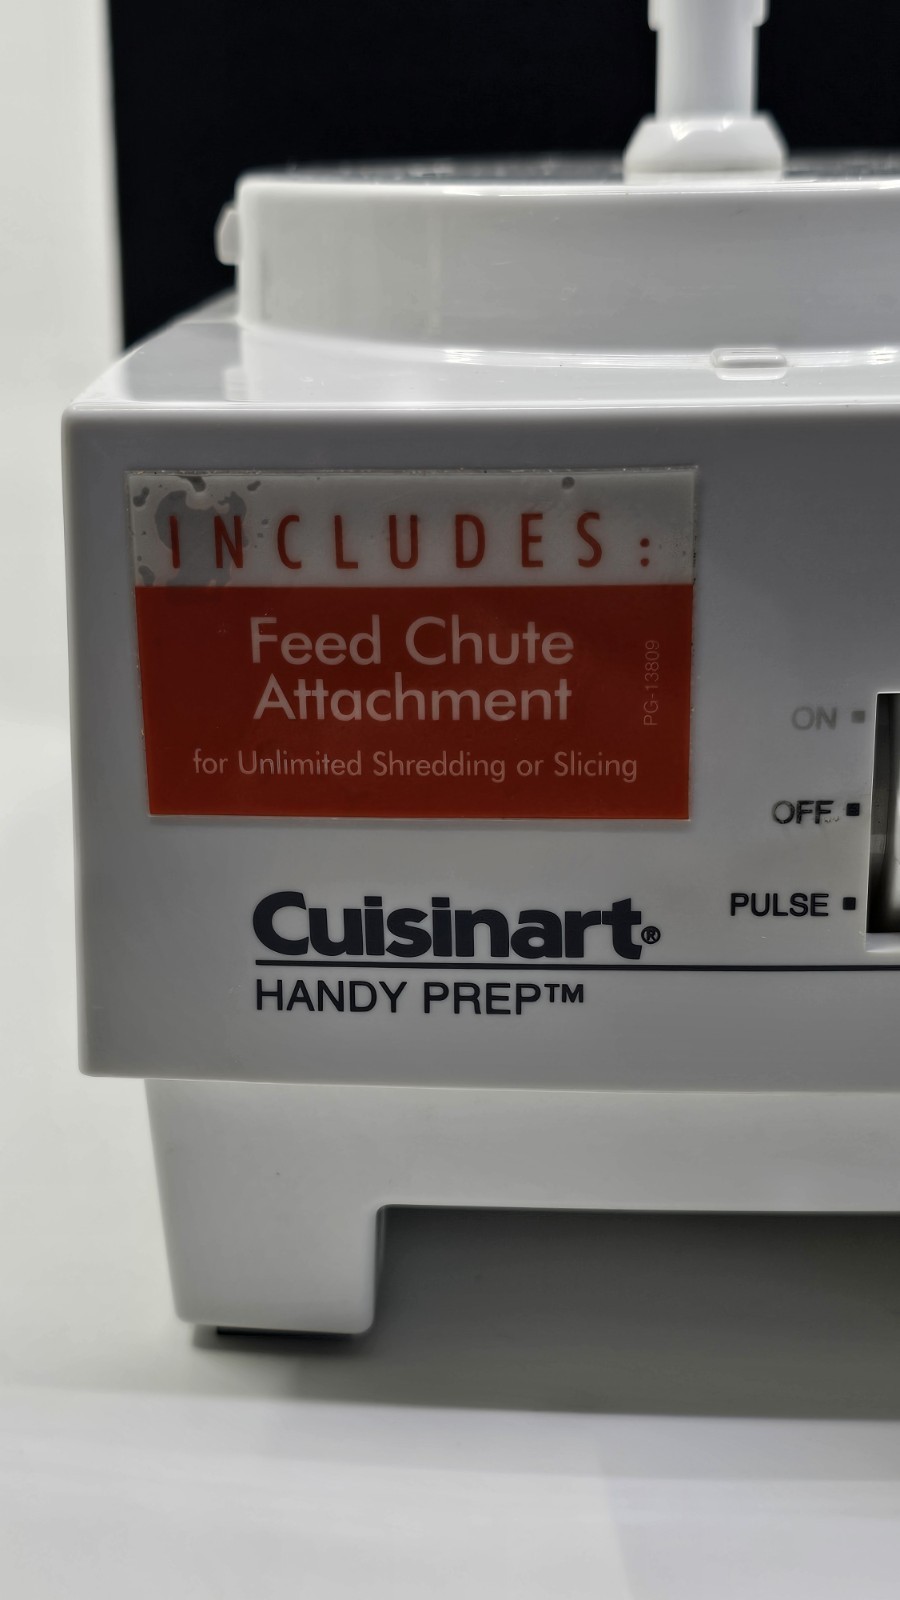 INCLUDES:
Feed Chute
Attachment
for Unlimited Shredding or Slicing
PG-13809
ON
OFF
PULSE
Cuisinart®
HANDY PREP™